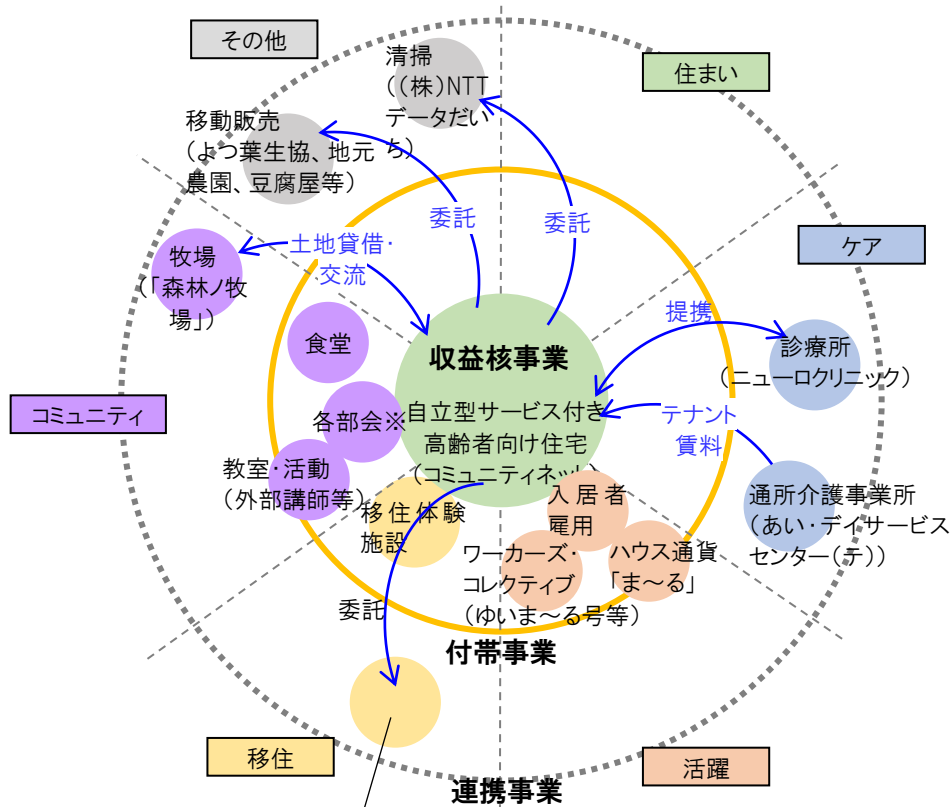 その他
清掃
((株)NTT
データだい
ち)
住まい
移動販売
(よつ葉生協、地元
農園、豆腐屋等)
委託
委託
土地貸借・
交流
牧場
(「森林ノ牧
場」)
ケア
提携
診療所
(ニューロクリニック)
食堂
収益核事業
自立型サービス付き
高齢者向け住宅
(コミュニティネット)
コミュニティ
各部会※
テナント
賃料
教室・活動
(外部講師等)
通所介護事業所
(あい・デイサービス
センター(テ))
移住体験
施設
入居者
雇用
ワーカーズ・
コレクティブ
(ゆいま~る号等)
ハウス通貨
「ま~る」
委託
付帯事業
移住
活躍
連携事業